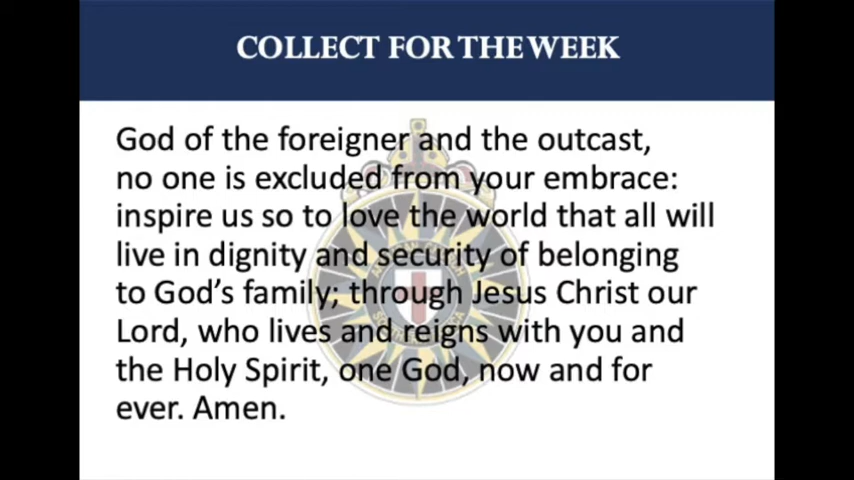 COLLECT FOR THE WEEK
God of the foreigner and the outcast,
no one is excluded from your embrace:
inspire us so to love the world that all will
live in dignity and security of belonging
to God's family; through Jesus Christ our
Lord, who lives and reigns with you and
the Holy Spirit, one God, now and for
ever. Amen.